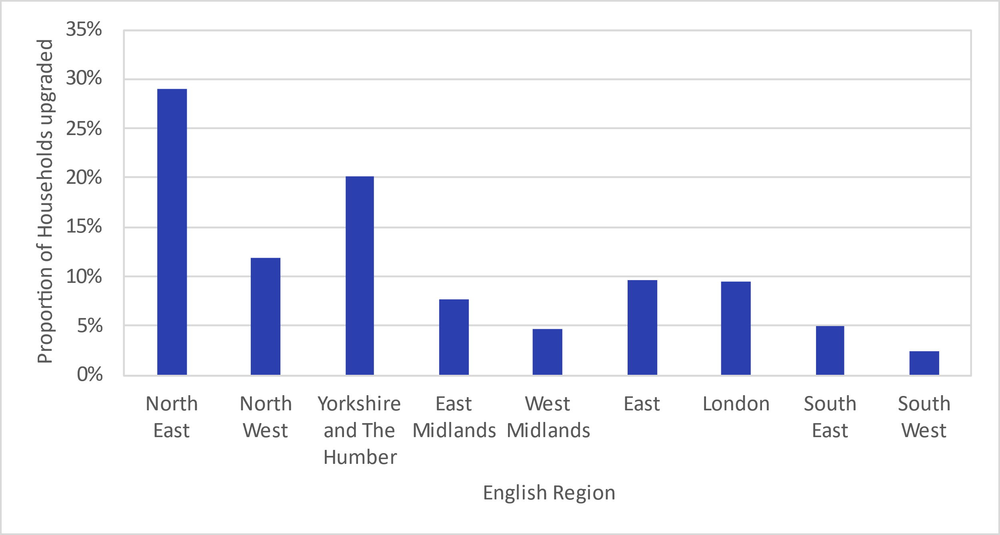 Proportion of Households upgraded
35%
30%
25%
20%
15%
10%
5%
0%
North East
North West
Yorkshire and The Humber
East Midlands
West Midlands
East
London
South East
South West
English Region